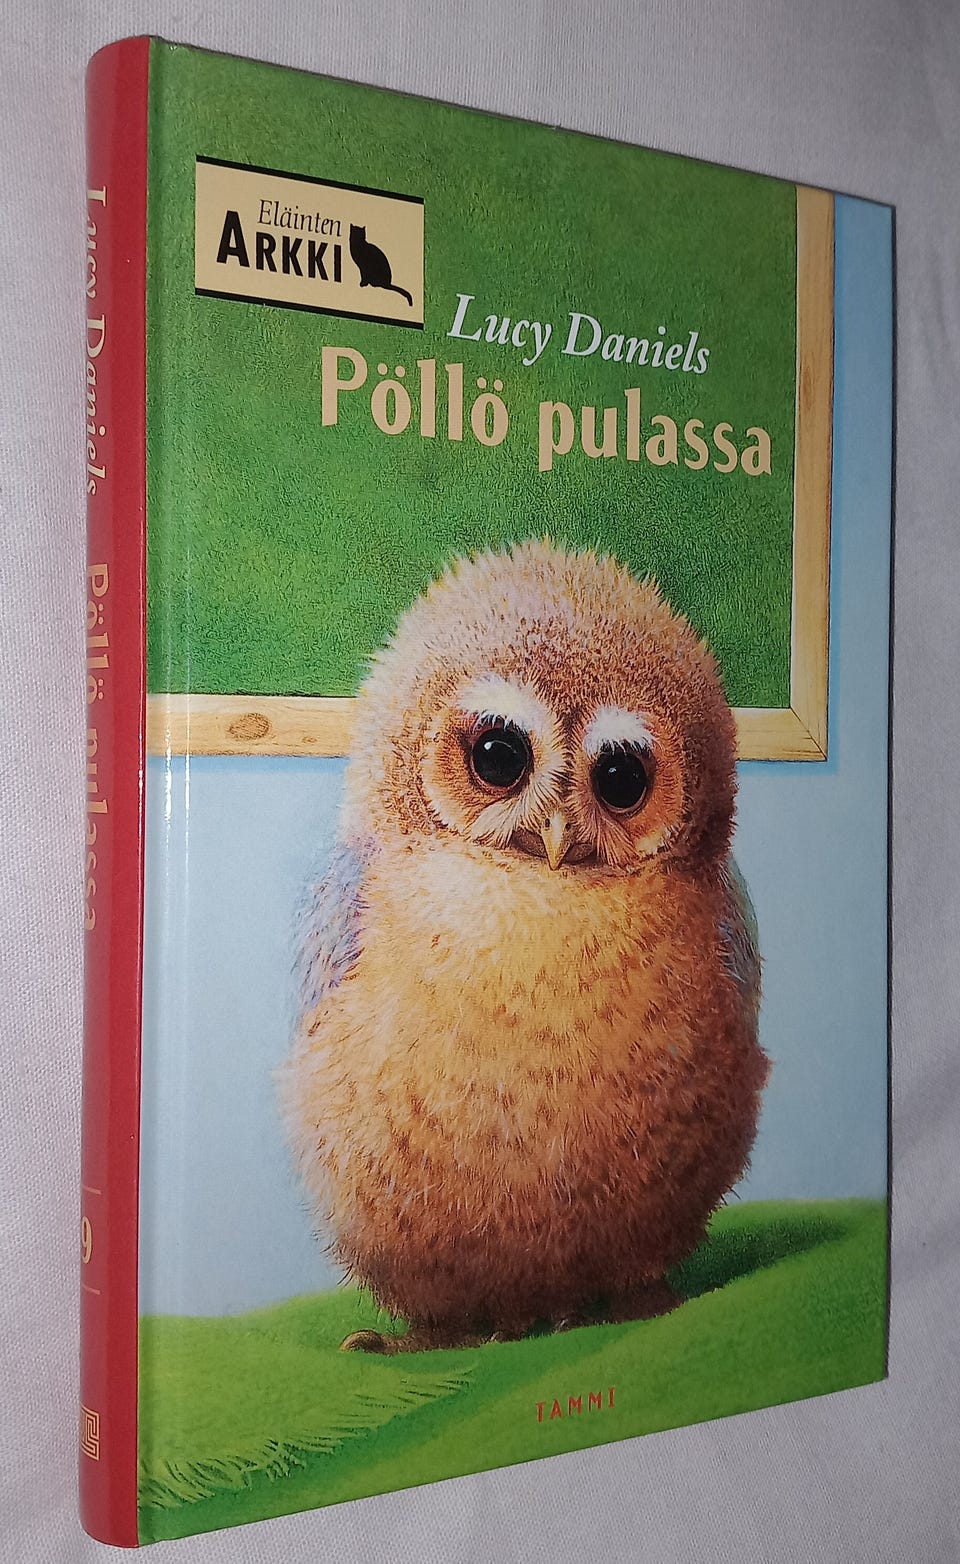 Eläinten
ARKKI
Lucy Daniels
Pöllö pulassa
TAMMI
Lucy Daniels Pöllö pulassa
9